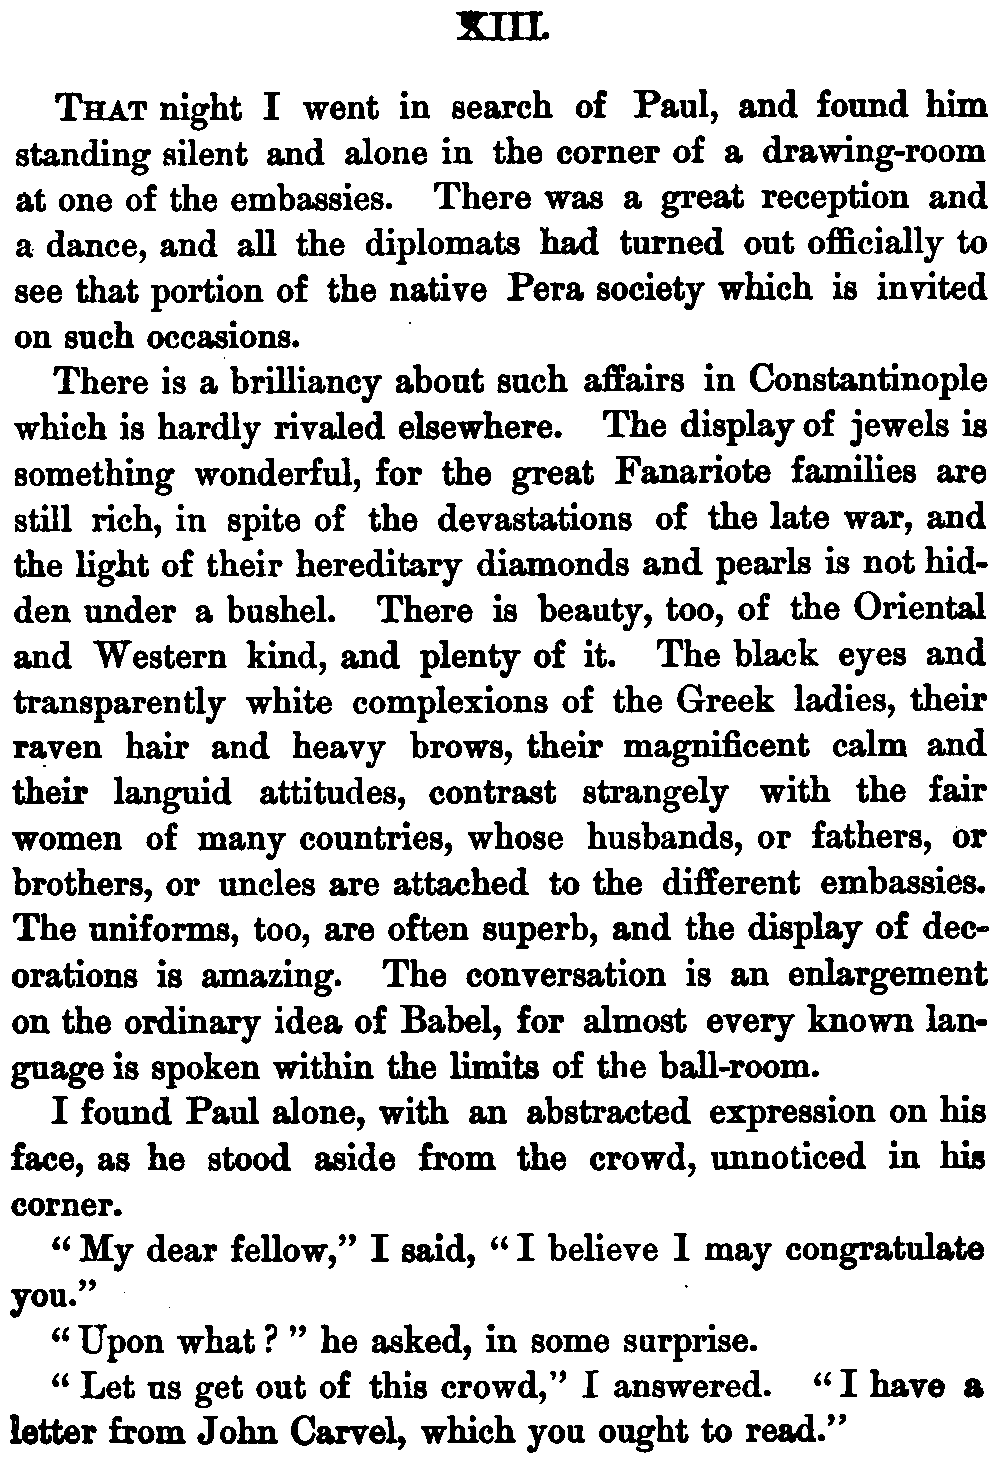 XIII.
THAT night I went in search of Paul, and found him
standing silent and alone in the corner of a drawing-room
at one of the embassies. There was a great reception and
a dance, and all the diplomats had turned out officially to
see that portion of the native Pera society which is invited
on such occasions.
There is a brilliancy about such affairs in Constantinople
which is hardly rivaled elsewhere. The display of jewels is
something wonderful, for the great Fanariote families are
still rich, in spite of the devastations of the late war, and
the light of their hereditary diamonds and pearls is not hid-
den under a bushel. There is beauty, too, of the Oriental
and Western kind, and plenty of it. The black eyes and
transparently white complexions of the Greek ladies, their
raven hair and heavy brows, their magnificent calm and
their languid attitudes, contrast strangely with the fair
women of many countries, whose husbands, or fathers, or
brothers, or uncles are attached to the different embassies.
The uniforms, too, are often superb, and the display of dec-
orations is amazing. The conversation is an enlargement
on the ordinary idea of Babel, for almost every known lan-
guage is spoken within the limits of the ball-room.
I found Paul alone, with an abstracted expression on his
face, as he stood aside from the crowd, unnoticed in his
corner.
“My dear fellow,” I said, “I believe I may congratulate
you.”
“Upon what?” he asked, in some surprise.
“Let us get out of this crowd,” I answered. “I have a
letter from John Carvel, which you ought to read.”